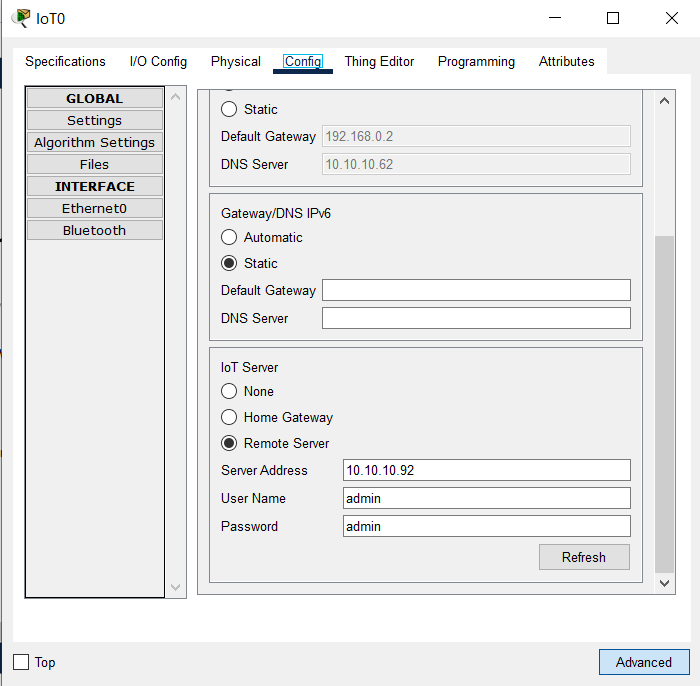 IoT0
Specifications I/O Config Physical Config Thing Editor Programming Attributes
GLOBAL
Settings
Algorithm Settings
Files
INTERFACE
Ethernet0
Bluetooth
Static
Default Gateway 192.168.0.2
DNS Server 10.10.10.62
Gateway/DNS IPv6
Automatic
Static
Default Gateway
DNS Server
IoT Server
None
Home Gateway
Remote Server
Server Address 10.10.10.92
User Name admin
Password admin
Refresh
Top
Advanced